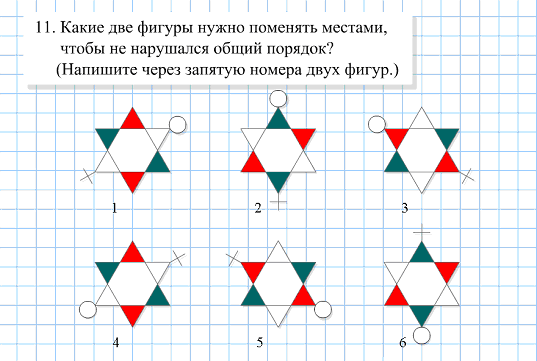 11. Какие две фигуры нужно поменять местами,
чтобы не нарушался общий порядок?
(Напишите через запятую номера двух фигур.)
1 2 3
4 5 6